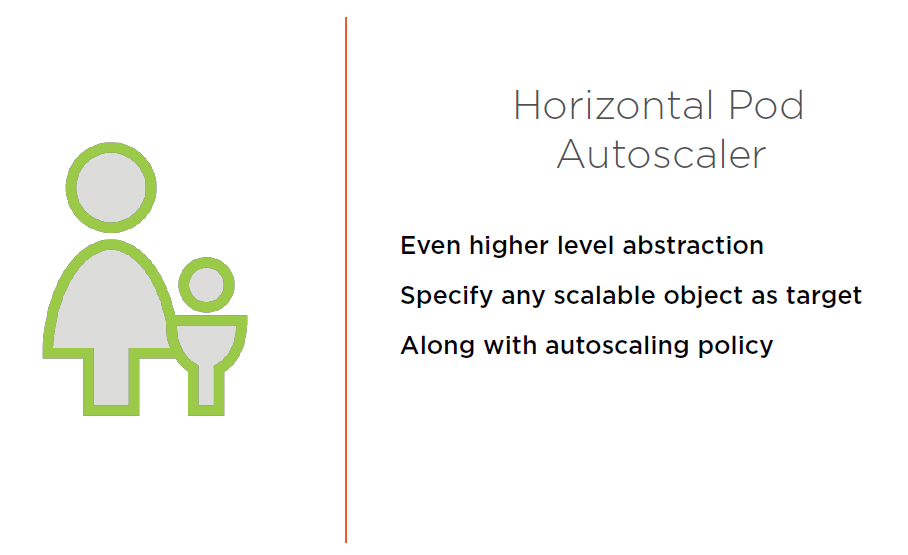 Horizontal Pod
Autoscaler
Even higher level abstraction
Specify any scalable object as target
Along with autoscaling policy